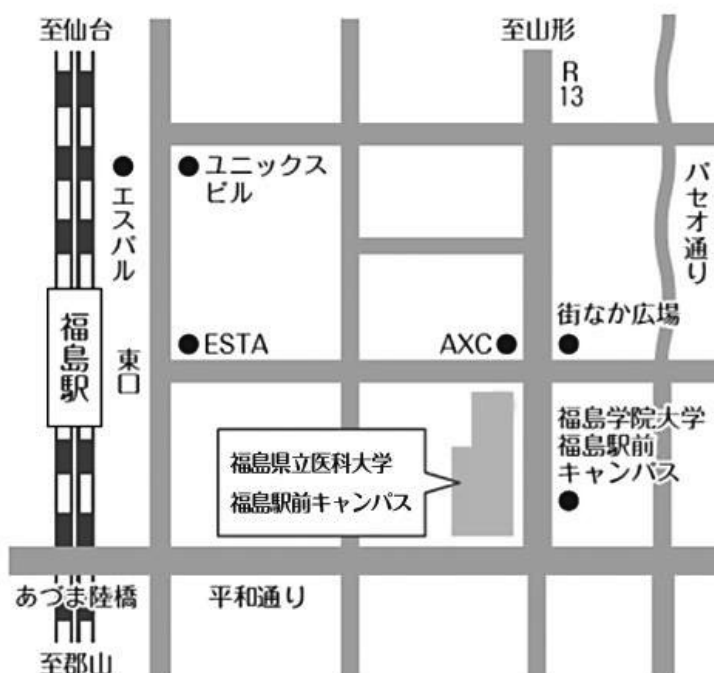 至仙台
至山形
R
13
ユニックス
ビル
エスパル
パセオ通り
福島駅
東口
ESTA
AXC
街なか広場
福島学院大学
福島駅前
キャンパス
福島県立医科大学
福島駅前キャンパス
あづま陸橋
平和通り
至郡山